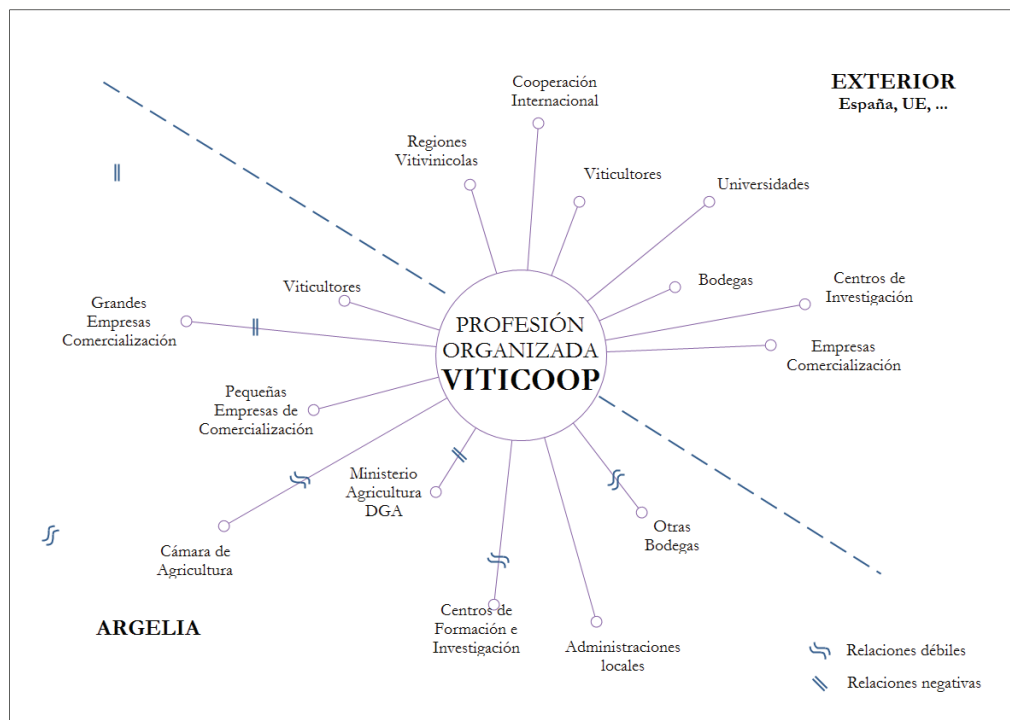 EXTERIOR
España, UE, ...
Cooperación
Internacional
Regiones
Vitivinicolas
Viticultores
Universidades
Bodegas
Centros de
Investigación
Empresas
Comercialización
PROFESIÓN
ORGANIZADA
VITICOOP
Viticultores
Grandes
Empresas
Comercialización
Pequeñas
Empresas de
Comercialización
Ministerio
Agricultura
DGA
Cámara de
Agricultura
Otras
Bodegas
Centros de
Formación e
Investigación
Administraciones
locales
ARGELIA
Relaciones débiles
Relaciones negativas